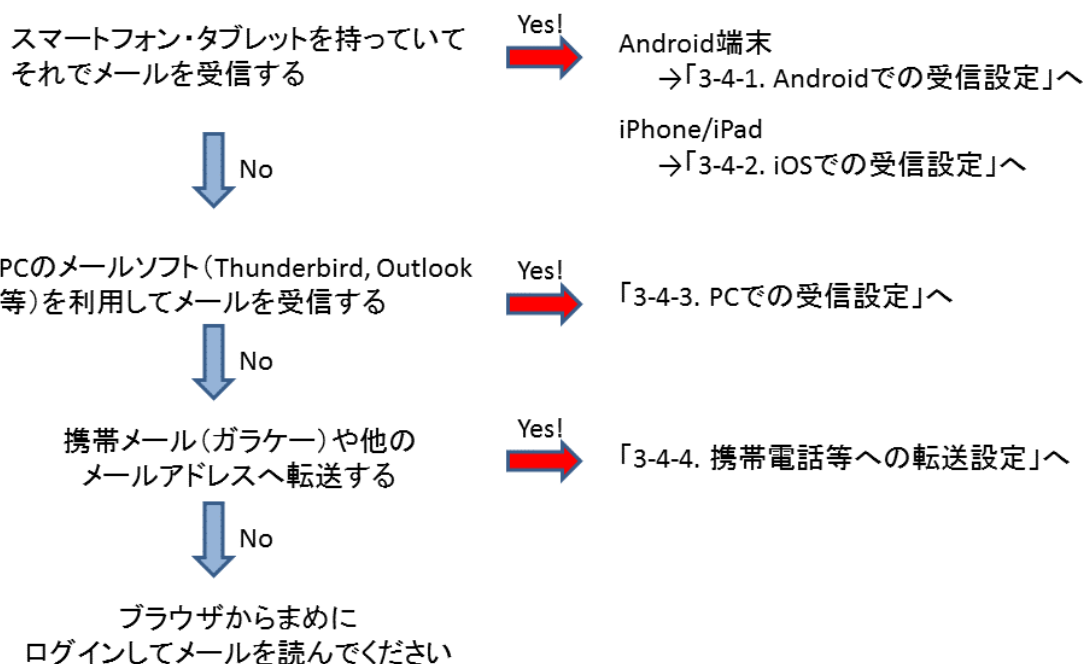 スマートフォン・タブレットを持っていて
それでメールを受信する
Yes!
Android端末
→「3-4-1. Androidでの受信設定」へ
iPhone/iPad
→「3-4-2. iOSでの受信設定」へ
No
PCのメールソフト（Thunderbird, Outlook
等）を利用してメールを受信する
Yes!
「3-4-3. PCでの受信設定」へ
No
携帯メール（ガラケー）や他の
メールアドレスへ転送する
Yes!
「3-4-4. 携帯電話等への転送設定」へ
No
ブラウザからまめに
ログインしてメールを読んでください